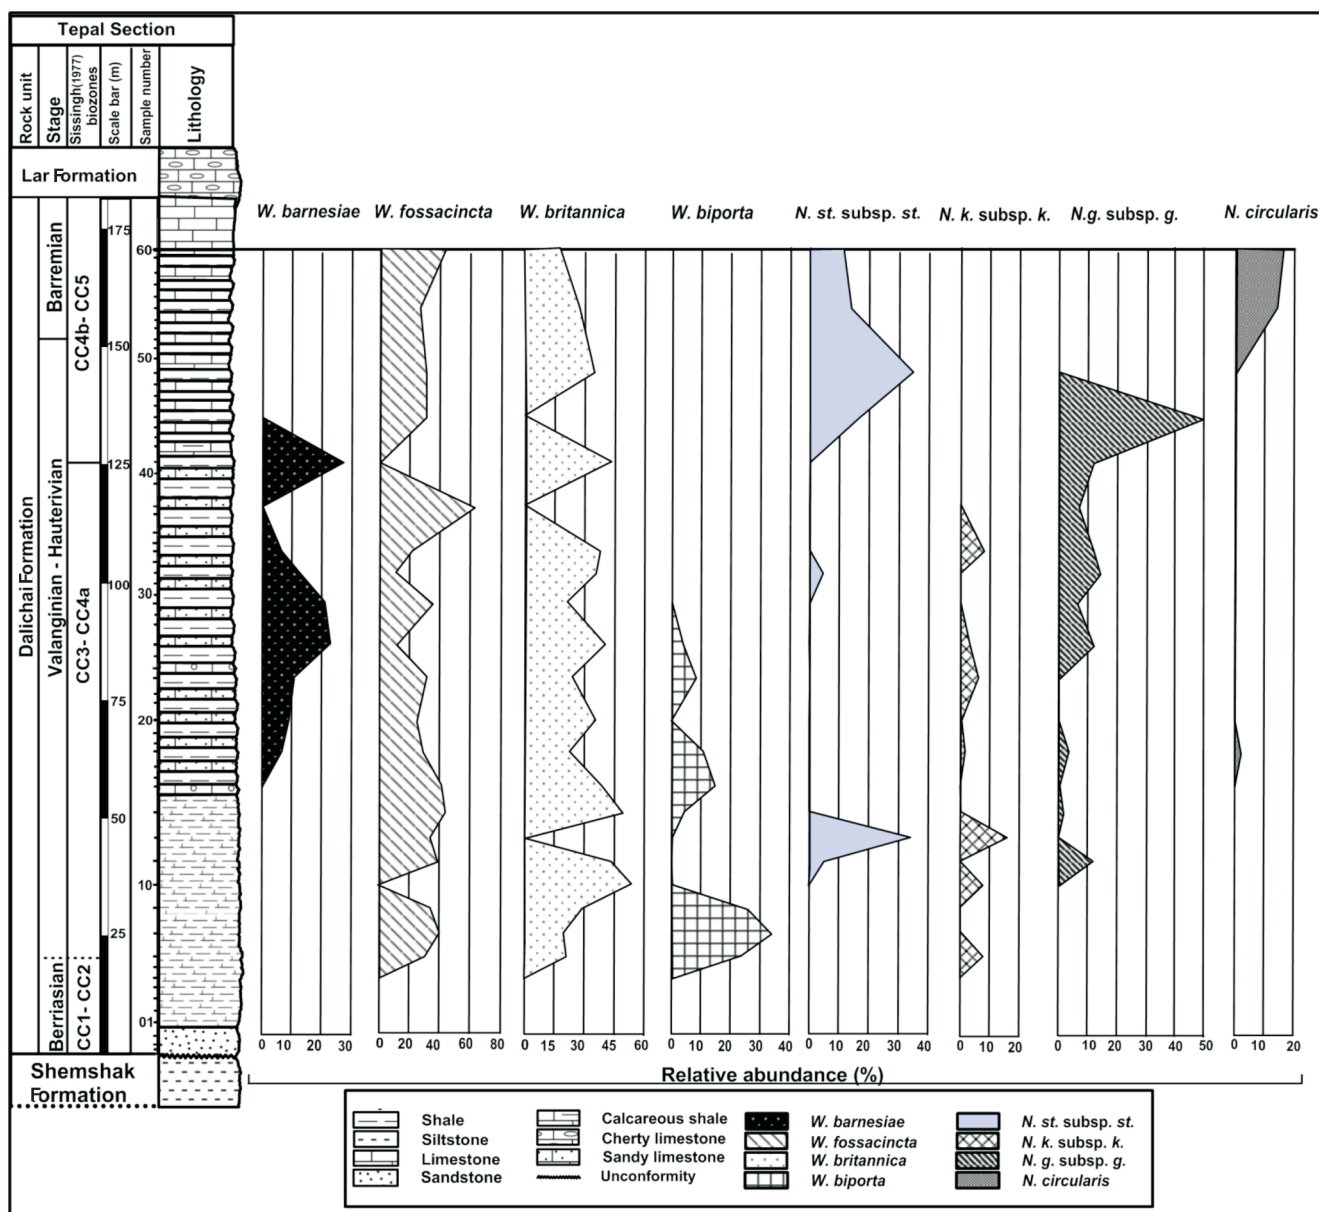 Tepal Section
Rock unit
Stage
Sissingh(1977) biozones
Scale bar (m)
Sample number
Lithology
Lar Formation
W. barnesiae
W. fossacincta
W. britannica
W. biporta
N. st. subsp. st.
N. k. subsp. k.
N.g. subsp. g.
N. circularis
Dalichai Formation
Barremian
Valanginian - Hauterivian
Berriasian
CC4b- CC5
CC3- CC4a
CC1- CC2
175
150
125
100
75
50
25
60
50
40
30
20
10
01
0 10 20 30
0 20 40 60 80
0 15 30 45 60
0 10 20 30 40
0 10 20 30 40
0 10 20
0 10 20 30 40 50
0 10 20
Shemshak
Formation
Relative abundance (%)
Shale
Siltstone
Limestone
Sandstone
Calcareous shale
Cherty limestone
Sandy limestone
Unconformity
W. barnesiae
W. fossacincta
W. britannica
W. biporta
N. st. subsp. st.
N. k. subsp. k.
N. g. subsp. g.
N. circularis